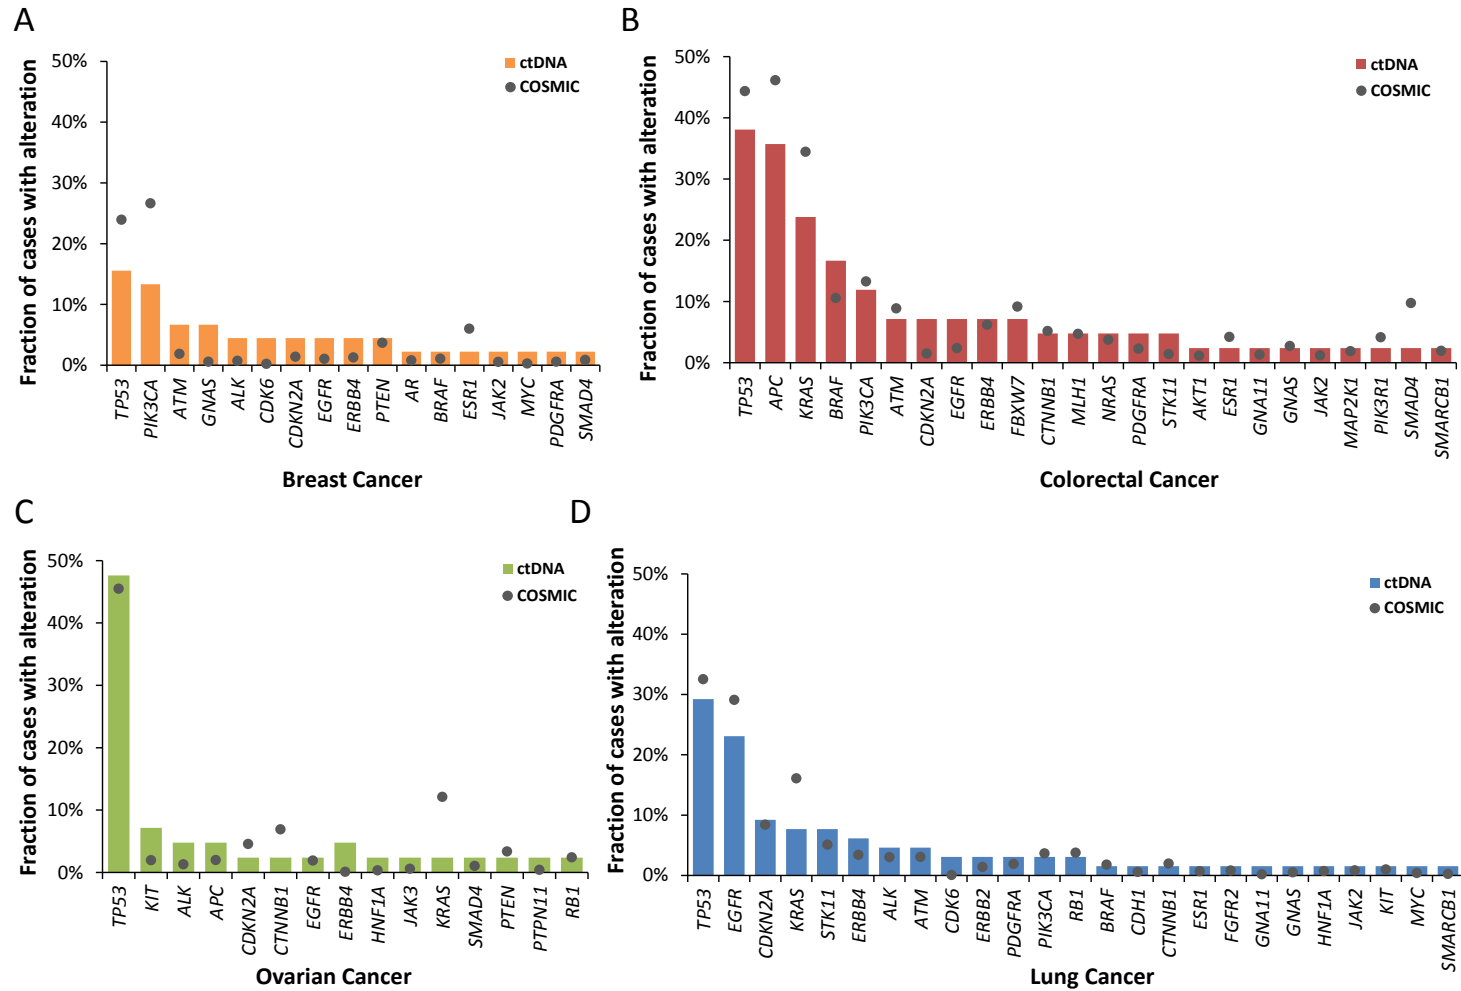 A
Fraction of cases with alteration
50%
40%
30%
20%
10%
0%
ctDNA
COSMIC
TP53
PIK3CA
ATM
GNAS
ALK
CDK6
CDKN2A
EGFR
ERBB4
PTEN
AR
BRAF
ESR1
JAK2
MYC
PDGFRA
SMAD4
Breast Cancer
B
Fraction of cases with alteration
50%
40%
30%
20%
10%
0%
ctDNA
COSMIC
TP53
APC
KRAS
BRAF
PIK3CA
ATM
CDKN2A
EGFR
ERBB4
FBXW7
CTNNB1
MLH1
NRAS
PDGFRA
STK11
AKT1
ESR1
GNA11
GNAS
JAK2
MAP2K1
PIK3R1
SMAD4
SMARCB1
Colorectal Cancer
C
Fraction of cases with alteration
50%
40%
30%
20%
10%
0%
ctDNA
COSMIC
TP53
KIT
ALK
APC
CDKN2A
CTNNB1
EGFR
ERBB4
HNF1A
JAK3
KRAS
SMAD4
PTEN
PTPN11
RB1
Ovarian Cancer
D
Fraction of cases with alteration
50%
40%
30%
20%
10%
0%
ctDNA
COSMIC
TP53
EGFR
CDKN2A
KRAS
STK11
ERBB4
ALK
ATM
CDK6
ERBB2
PDGFRA
PIK3CA
RB1
BRAF
CDH1
CTNNB1
ESR1
FGFR2
GNA11
GNAS
HNF1A
JAK2
KIT
MYC
SMARCB1
Lung Cancer